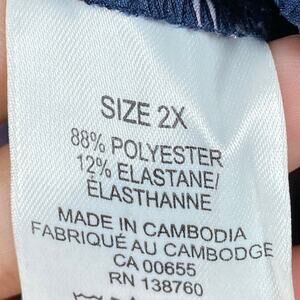 SIZE 2X
88% POLYESTER
12% ELASTANE/
ÉLASTHANNE
MADE IN CAMBODIA
FABRIQUÉ AU CAMBODGE
CA 00655
RN 138760